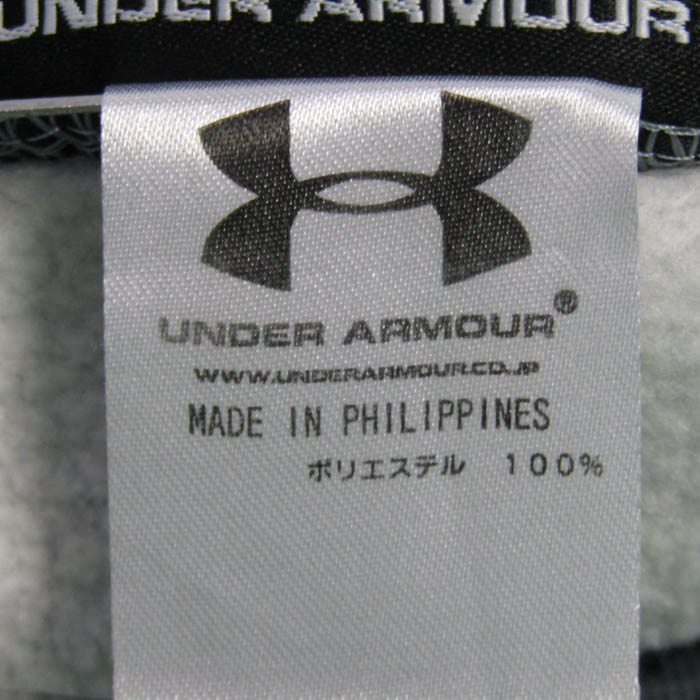 UNDER ARMOUR
UNDER ARMOUR®
WWW.UNDERARMOUR.CO.JP
MADE IN PHILIPPINES
ポリエステル 100%